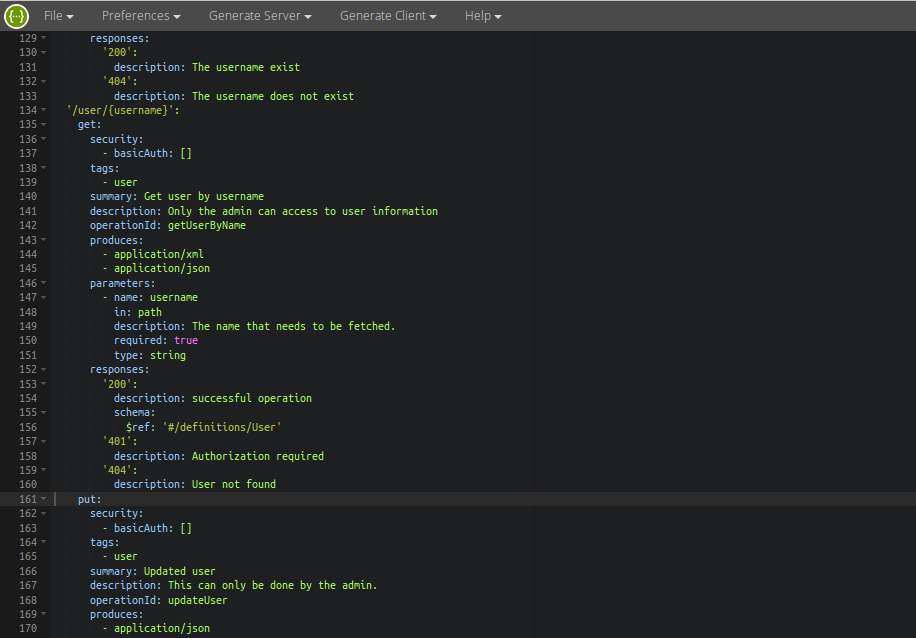 {···} File Preferences Generate Server Generate Client Help
129 responses:
130 '200':
131 description: The username exist
132 '404':
133 description: The username does not exist
134 '/user/{username}':
135 get:
136 security:
137 - basicAuth: []
138 tags:
139 - user
140 summary: Get user by username
141 description: Only the admin can access to user information
142 operationId: getUserByName
143 produces:
144 - application/xml
145 - application/json
146 parameters:
147 - name: username
148 in: path
149 description: The name that needs to be fetched.
150 required: true
151 type: string
152 responses:
153 '200':
154 description: successful operation
155 schema:
156 $ref: '#/definitions/User'
157 '401':
158 description: Authorization required
159 '404':
160 description: User not found
161 put:
162 security:
163 - basicAuth: []
164 tags:
165 - user
166 summary: Updated user
167 description: This can only be done by the admin.
168 operationId: updateUser
169 produces:
170 - application/json